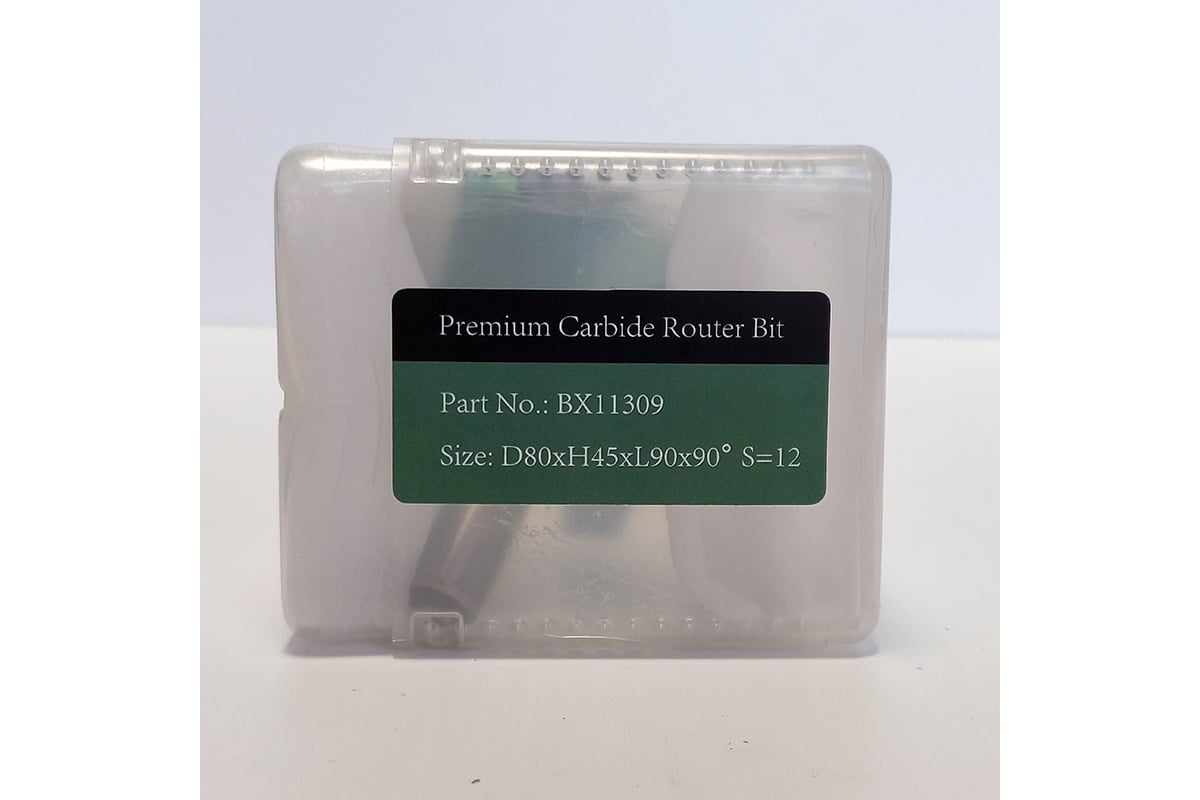 Premium Carbide Router Bit
Part No.: BX11309
Size: D80xH45xL90x90° S=12